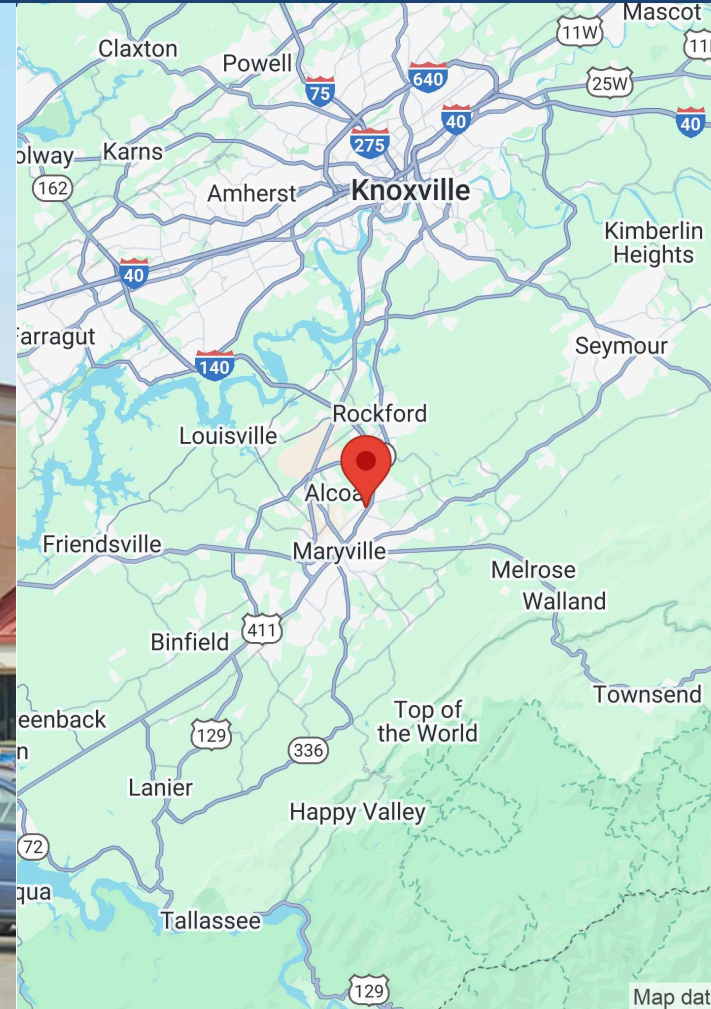 Mascot
11W
Claxton
Powell
11
640
75
25W
40
40
275
olway
Karns
162
Amherst
Knoxville
Kimberlin
Heights
40
Farragut
Seymour
140
Rockford
Louisville
Alcoa
Friendsville
Maryville
Melrose
Walland
411
Binfield
Townsend
eenback
Top of
the World
129
n
336
Lanier
Happy Valley
72
qua
Tallassee
129
Map dat